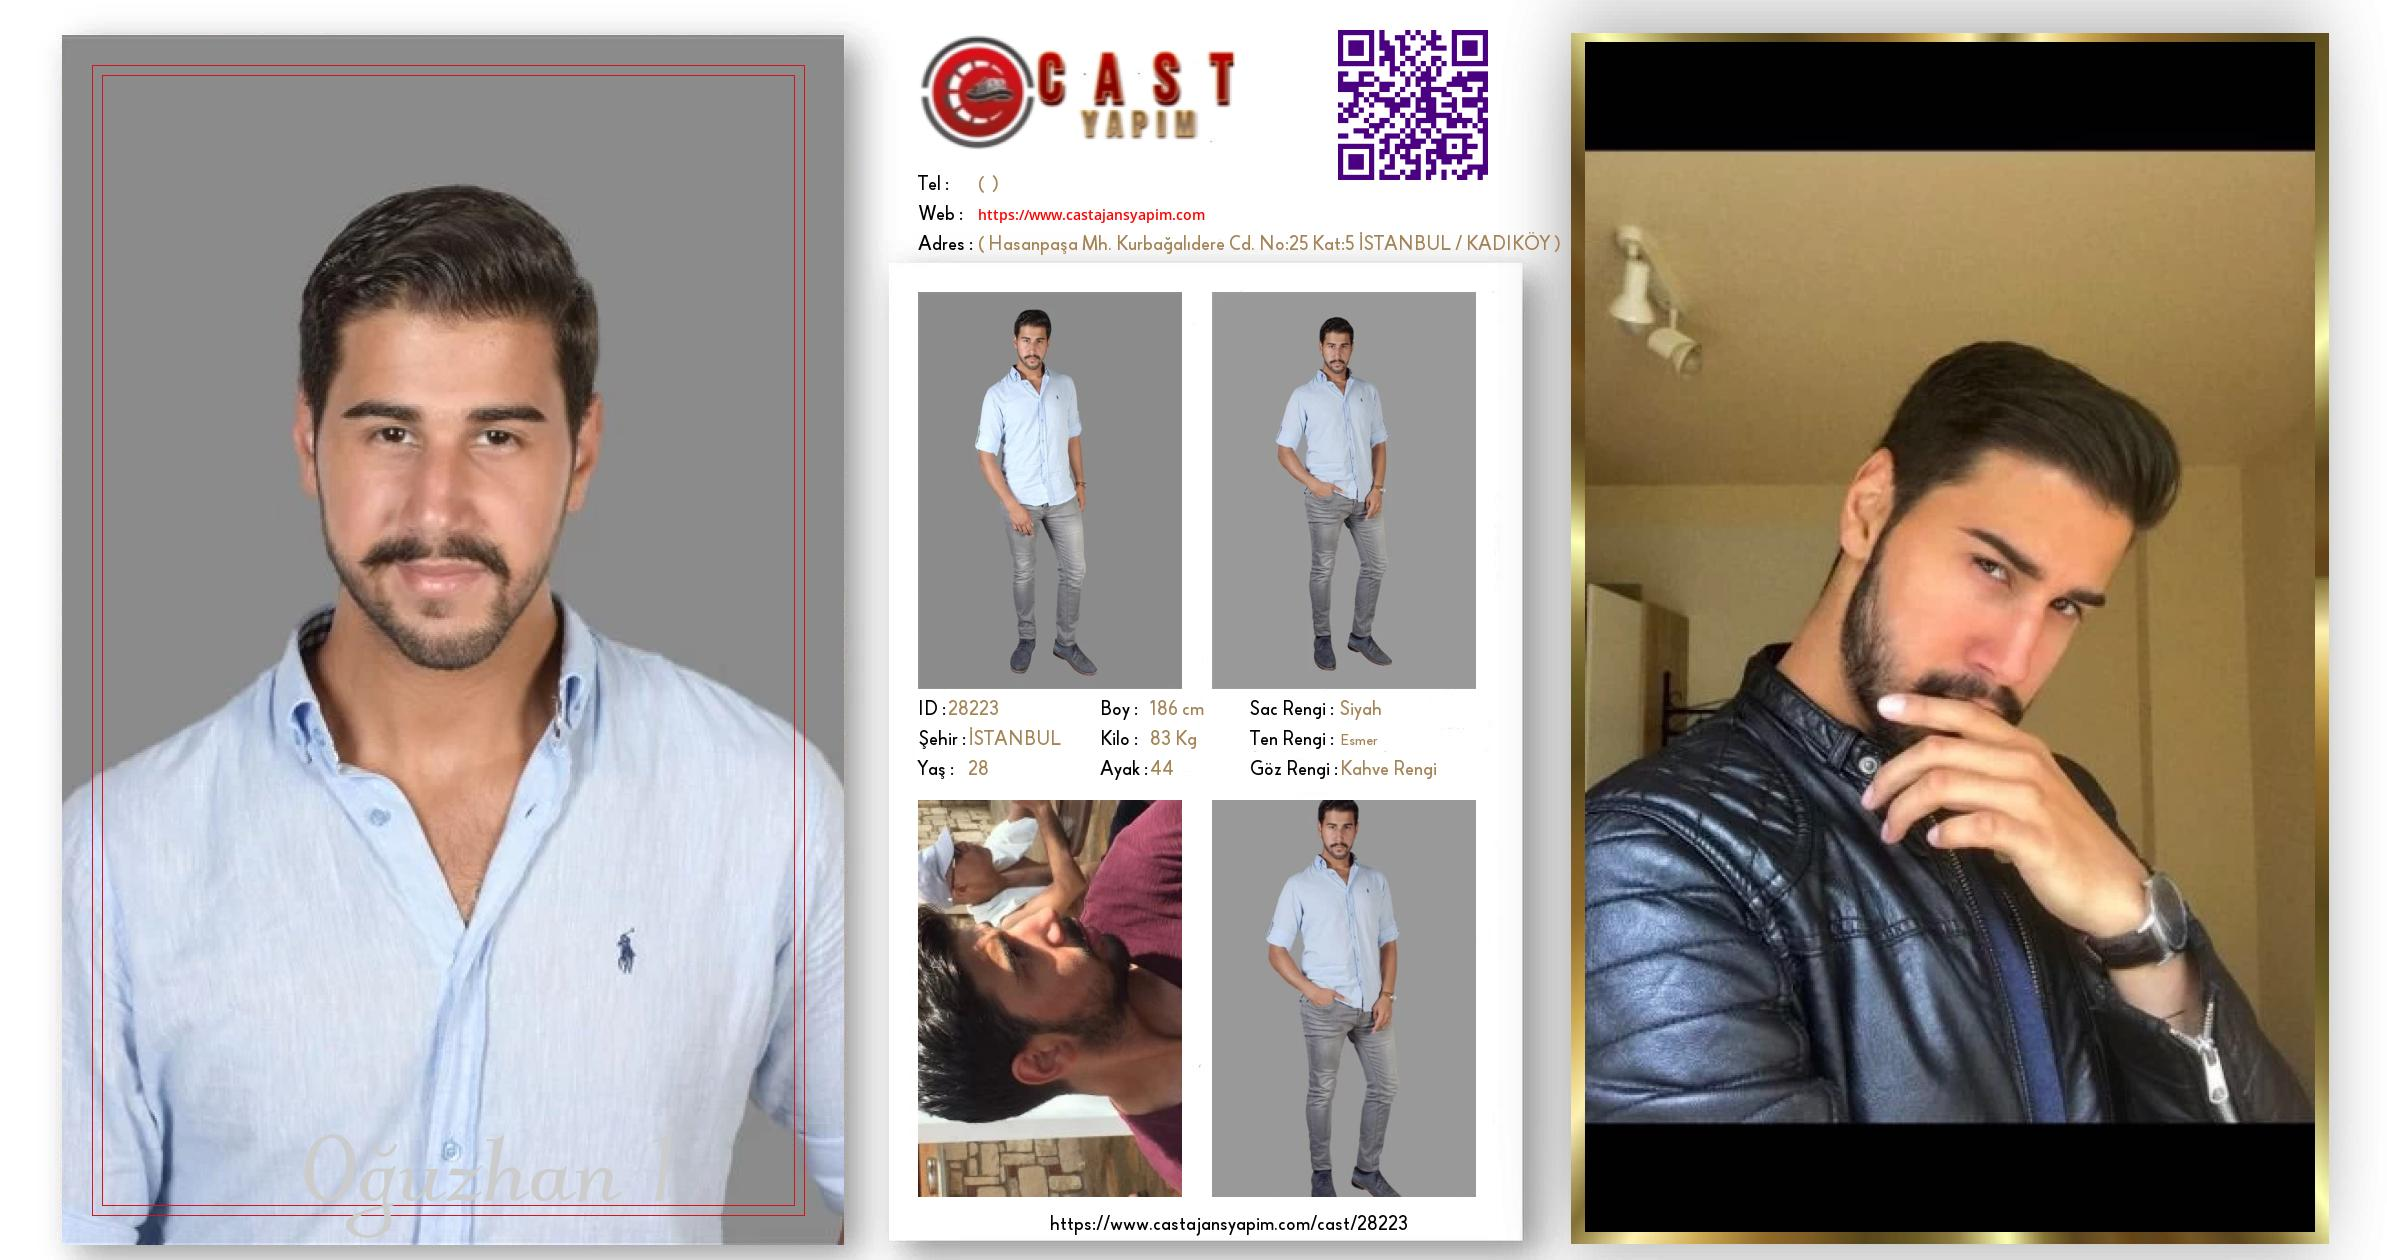 Oğuzhan
CAST
YAPIM
Tel : ( )
Web : https://www.castajansyapim.com
Adres : ( Hasanpaşa Mh. Kurbağalıdere Cd. No:25 Kat:5 İSTANBUL / KADIKÖY )
ID : 28223 Boy : 186 cm Sac Rengi : Siyah
Şehir : İSTANBUL Kilo : 83 Kg Ten Rengi : Esmer
Yaş : 28 Ayak : 44 Göz Rengi : Kahve Rengi
https://www.castajansyapim.com/cast/28223